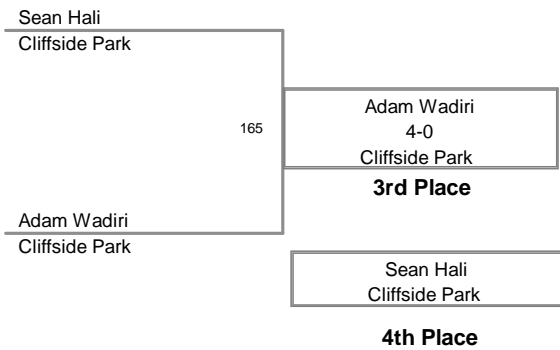 Sean Hali
Cliffside Park
165
Adam Wadiri
4-0
Cliffside Park
3rd Place
Adam Wadiri
Cliffside Park
Sean Hali
Cliffside Park
4th Place